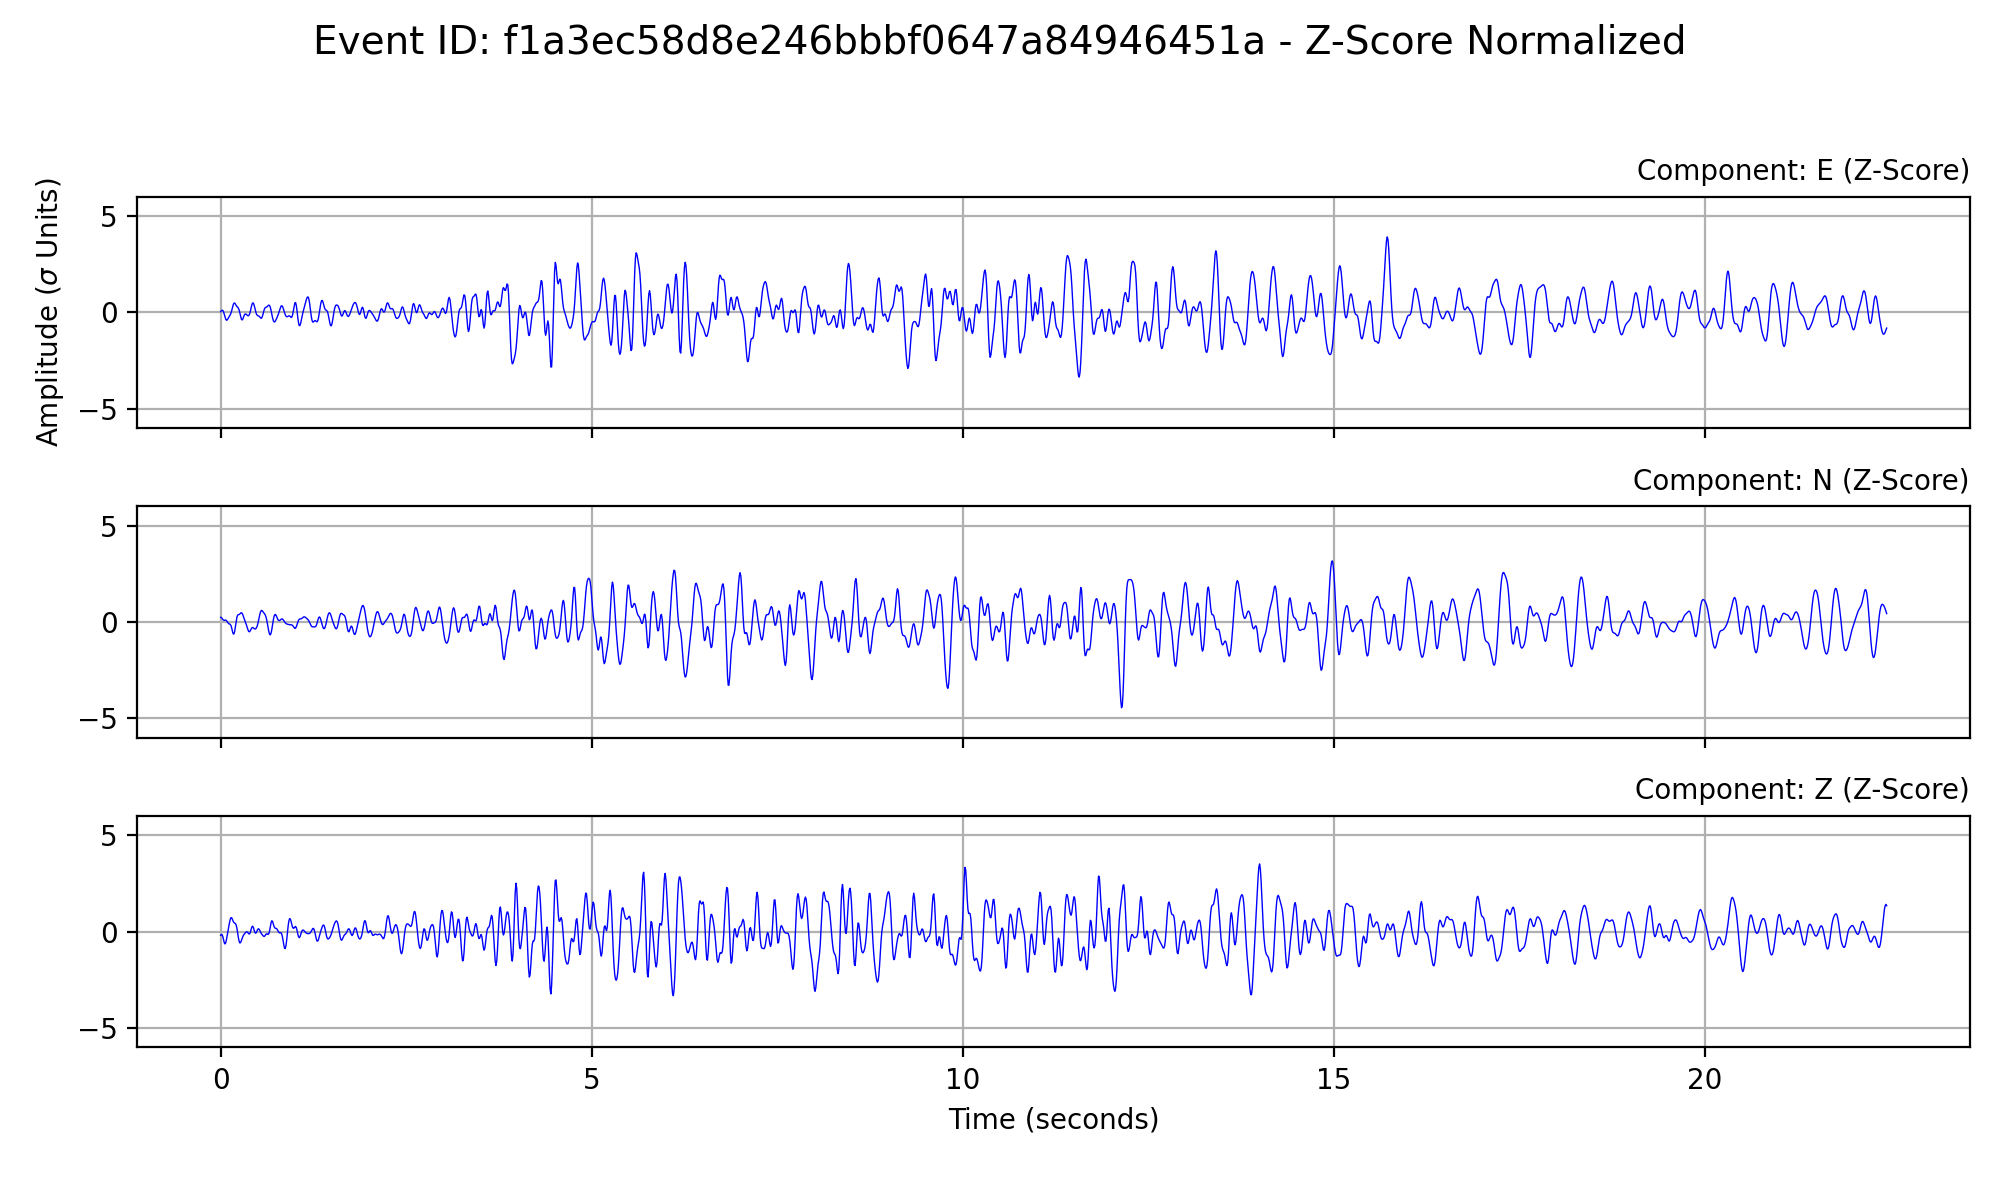 Event ID: f1a3ec58d8e246bbbf0647a84946451a - Z-Score Normalized
Component: E (Z-Score)
Amplitude (σ Units)
5
0
−5
Component: N (Z-Score)
5
0
−5
Component: Z (Z-Score)
5
0
−5
0 5 10 15 20
Time (seconds)